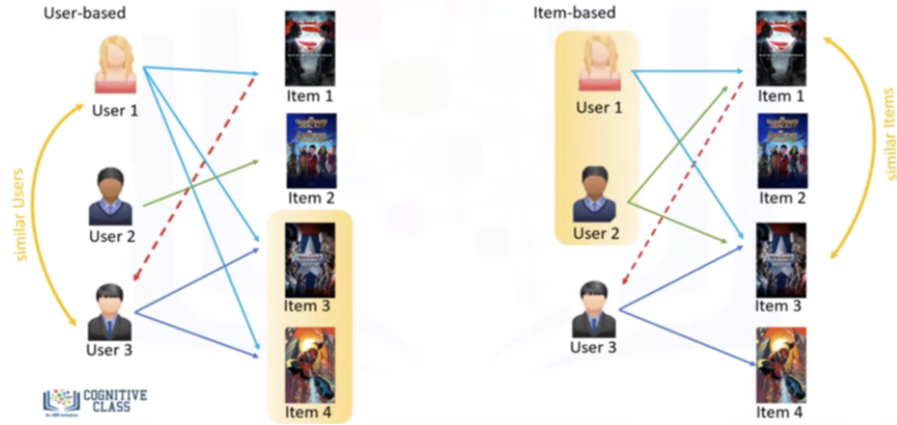 User-based
User 1
User 2
User 3
similar Users
Item 1
Item 2
Item 3
Item 4
COGNITIVE
CLASS
Item-based
User 1
User 2
User 3
Item 1
Item 2
Item 3
Item 4
similar Items